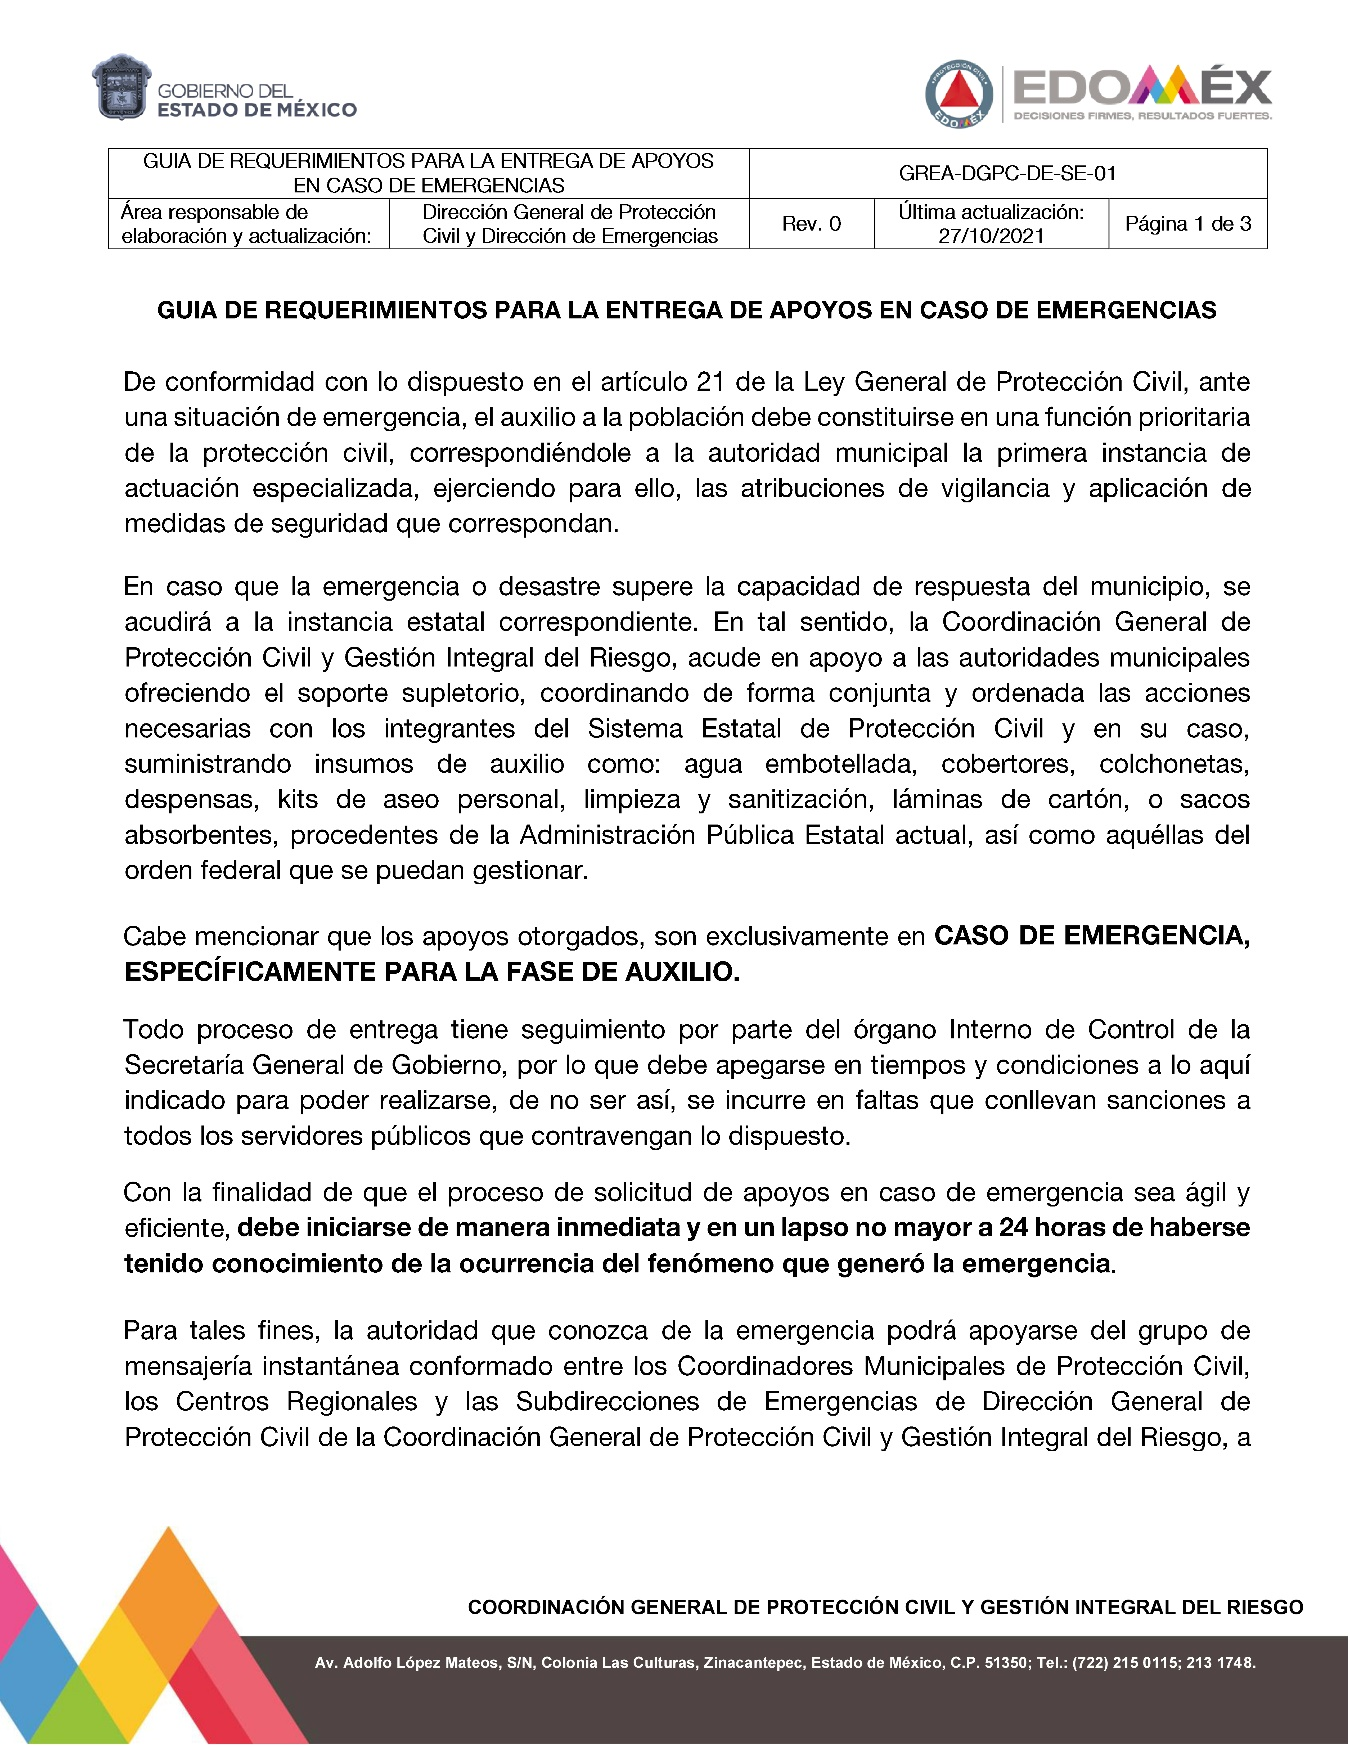 GOBIERNO DEL
ESTADO DE MÉXICO
PROTECCIÓN CIVIL
EDOMÉX
EDOMÉX
DECISIONES FIRMES, RESULTADOS FUERTES.
GUIA DE REQUERIMIENTOS PARA LA ENTREGA DE APOYOS
EN CASO DE EMERGENCIAS
GREA-DGPC-DE-SE-01
Área responsable de
elaboración y actualización:
Dirección General de Protección
Civil y Dirección de Emergencias
Rev. 0
Última actualización:
27/10/2021
Página 1 de 3
GUIA DE REQUERIMIENTOS PARA LA ENTREGA DE APOYOS EN CASO DE EMERGENCIAS
De conformidad con lo dispuesto en el artículo 21 de la Ley General de Protección Civil, ante
una situación de emergencia, el auxilio a la población debe constituirse en una función prioritaria
de la protección civil, correspondiéndole a la autoridad municipal la primera instancia de
actuación especializada, ejerciendo para ello, las atribuciones de vigilancia y aplicación de
medidas de seguridad que correspondan.
En caso que la emergencia o desastre supere la capacidad de respuesta del municipio, se
acudirá a la instancia estatal correspondiente. En tal sentido, la Coordinación General de
Protección Civil y Gestión Integral del Riesgo, acude en apoyo a las autoridades municipales
ofreciendo el soporte supletorio, coordinando de forma conjunta y ordenada las acciones
necesarias con los integrantes del Sistema Estatal de Protección Civil y en su caso,
suministrando insumos de auxilio como: agua embotellada, cobertores, colchonetas,
despensas, kits de aseo personal, limpieza y sanitización, láminas de cartón, o sacos
absorbentes, procedentes de la Administración Pública Estatal actual, así como aquéllas del
orden federal que se puedan gestionar.
Cabe mencionar que los apoyos otorgados, son exclusivamente en CASO DE EMERGENCIA,
ESPECÍFICAMENTE PARA LA FASE DE AUXILIO.
Todo proceso de entrega tiene seguimiento por parte del órgano Interno de Control de la
Secretaría General de Gobierno, por lo que debe apegarse en tiempos y condiciones a lo aquí
indicado para poder realizarse, de no ser así, se incurre en faltas que conllevan sanciones a
todos los servidores públicos que contravengan lo dispuesto.
Con la finalidad de que el proceso de solicitud de apoyos en caso de emergencia sea ágil y
eficiente, debe iniciarse de manera inmediata y en un lapso no mayor a 24 horas de haberse
tenido conocimiento de la ocurrencia del fenómeno que generó la emergencia.
Para tales fines, la autoridad que conozca de la emergencia podrá apoyarse del grupo de
mensajería instantánea conformado entre los Coordinadores Municipales de Protección Civil,
los Centros Regionales y las Subdirecciones de Emergencias de Dirección General de
Protección Civil de la Coordinación General de Protección Civil y Gestión Integral del Riesgo, a
COORDINACIÓN GENERAL DE PROTECCIÓN CIVIL Y GESTIÓN INTEGRAL DEL RIESGO
Av. Adolfo López Mateos, S/N, Colonia Las Culturas, Zinacantepec, Estado de México, C.P. 51350; Tel.: (722) 215 0115; 213 1748.